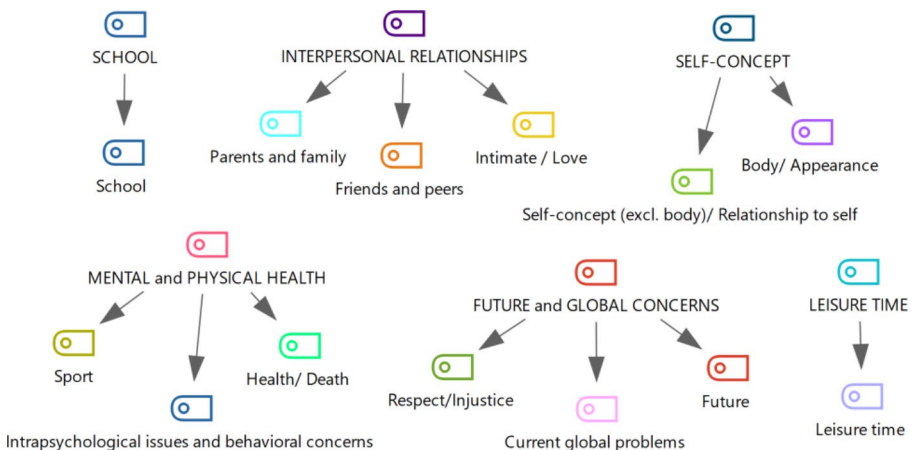 SCHOOL
School
INTERPERSONAL RELATIONSHIPS
Parents and family
Friends and peers
Intimate / Love
SELF-CONCEPT
Body/ Appearance
Self-concept (excl. body)/ Relationship to self
MENTAL and PHYSICAL HEALTH
Sport
Health/ Death
Intrapsychological issues and behavioral concerns
FUTURE and GLOBAL CONCERNS
Respect/Injustice
Future
Current global problems
LEISURE TIME
Leisure time